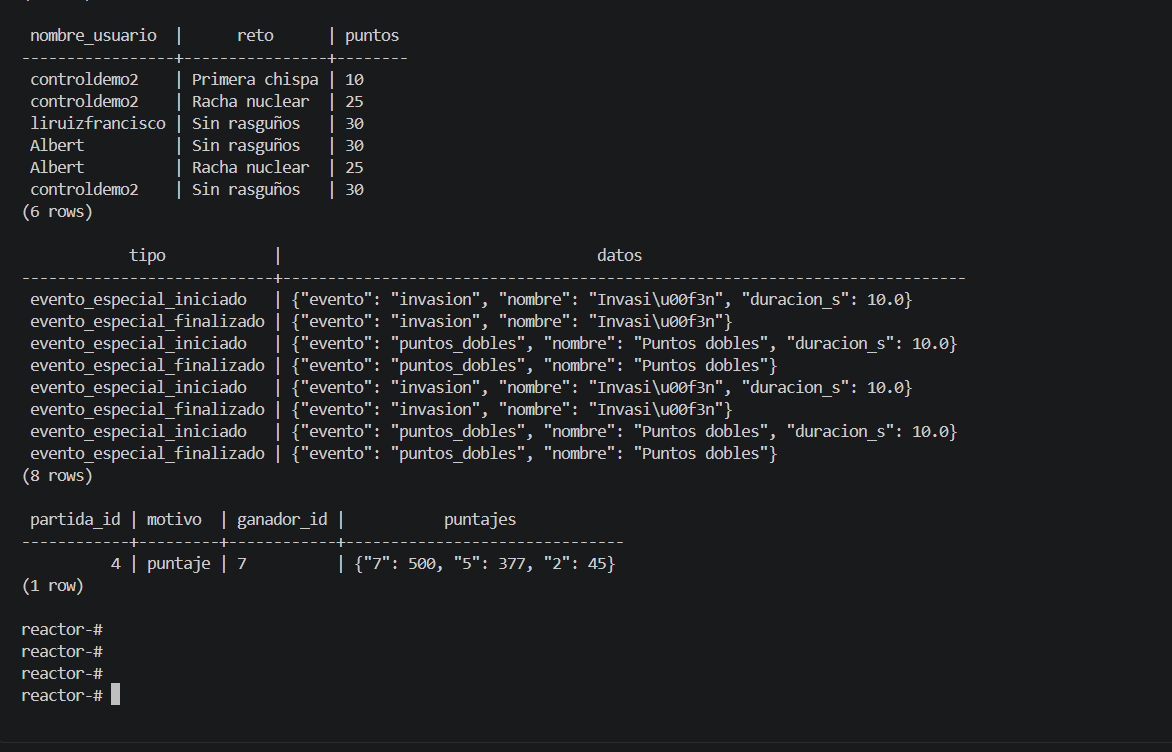 nombre_usuario | reto | puntos
-----------------+----------------+--------
controldemo2 | Primera chispa | 10
controldemo2 | Racha nuclear | 25
liruizfrancisco | Sin rasguños | 30
Albert | Sin rasguños | 30
Albert | Racha nuclear | 25
controldemo2 | Sin rasguños | 30
(6 rows)
tipo | datos
----------------------------+----------------------------------------------------------------------------
evento_especial_iniciado | {"evento": "invasion", "nombre": "Invasi\u00f3n", "duracion_s": 10.0}
evento_especial_finalizado | {"evento": "invasion", "nombre": "Invasi\u00f3n"}
evento_especial_iniciado | {"evento": "puntos_dobles", "nombre": "Puntos dobles", "duracion_s": 10.0}
evento_especial_finalizado | {"evento": "puntos_dobles", "nombre": "Puntos dobles"}
evento_especial_iniciado | {"evento": "invasion", "nombre": "Invasi\u00f3n", "duracion_s": 10.0}
evento_especial_finalizado | {"evento": "invasion", "nombre": "Invasi\u00f3n"}
evento_especial_iniciado | {"evento": "puntos_dobles", "nombre": "Puntos dobles", "duracion_s": 10.0}
evento_especial_finalizado | {"evento": "puntos_dobles", "nombre": "Puntos dobles"}
(8 rows)
partida_id | motivo | ganador_id | puntajes
------------+---------+------------+-------------------------------
4 | puntaje | 7 | {"7": 500, "5": 377, "2": 45}
(1 row)
reactor-#
reactor-#
reactor-#
reactor-#